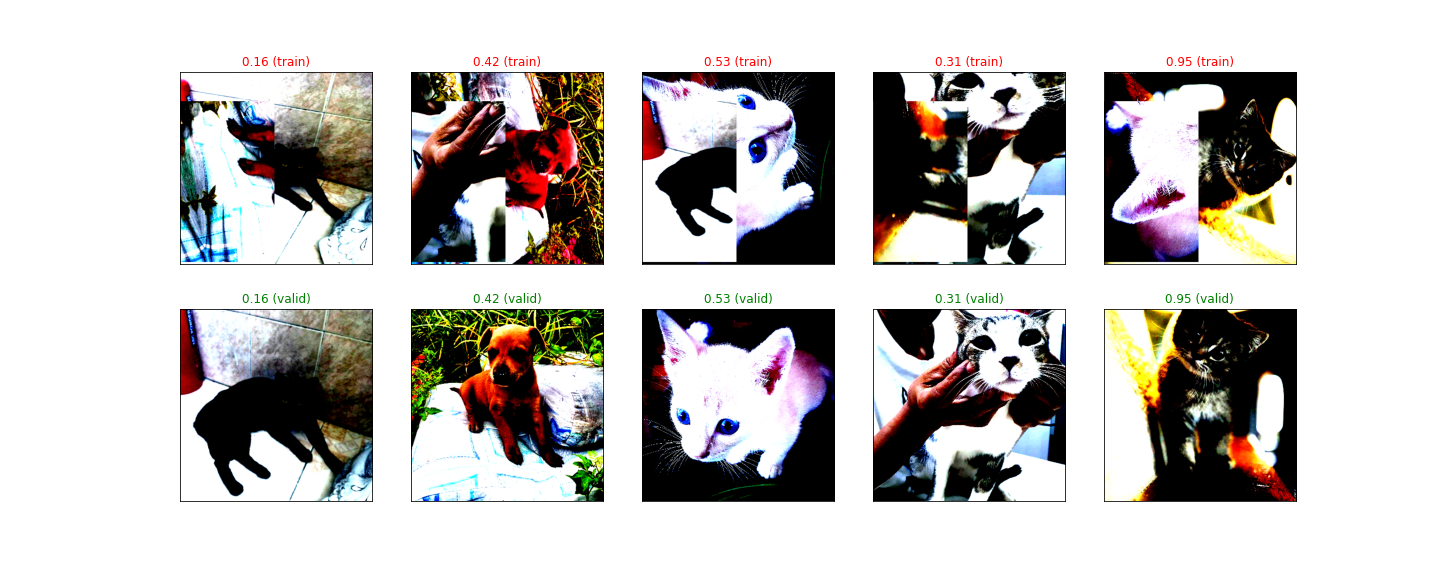 0.16 (train)
0.42 (train)
0.53 (train)
0.31 (train)
0.95 (train)
0.16 (valid)
0.42 (valid)
0.53 (valid)
0.31 (valid)
0.95 (valid)